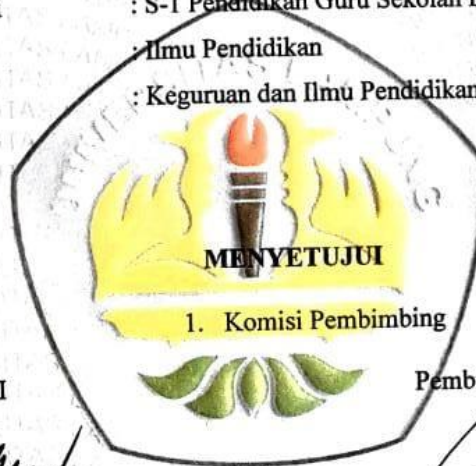 : S-1 Pendidikan Guru Sekolah
: Ilmu Pendidikan
: Keguruan dan Ilmu Pendidikan
MENYETUJUI
1. Komisi Pembimbing
I
Pemb